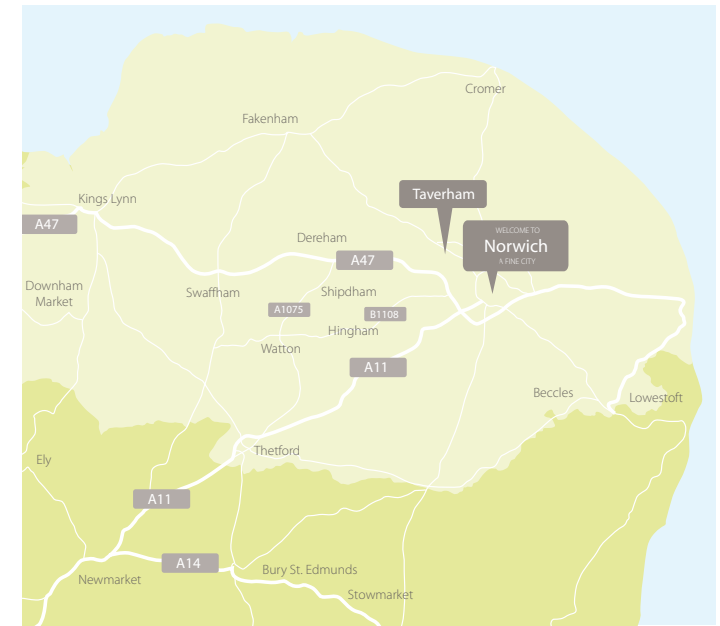 Cromer
Fakenham
Taverham
Kings Lynn
A47
WELCOME TO
Norwich
A FINE CITY
Dereham
A47
Downham
Market
Swaffham
Shipdham
A1075
B1108
Hingham
Watton
A11
Beccles
Lowestoft
Thetford
Ely
A11
A14
Bury St. Edmunds
Newmarket
Stowmarket